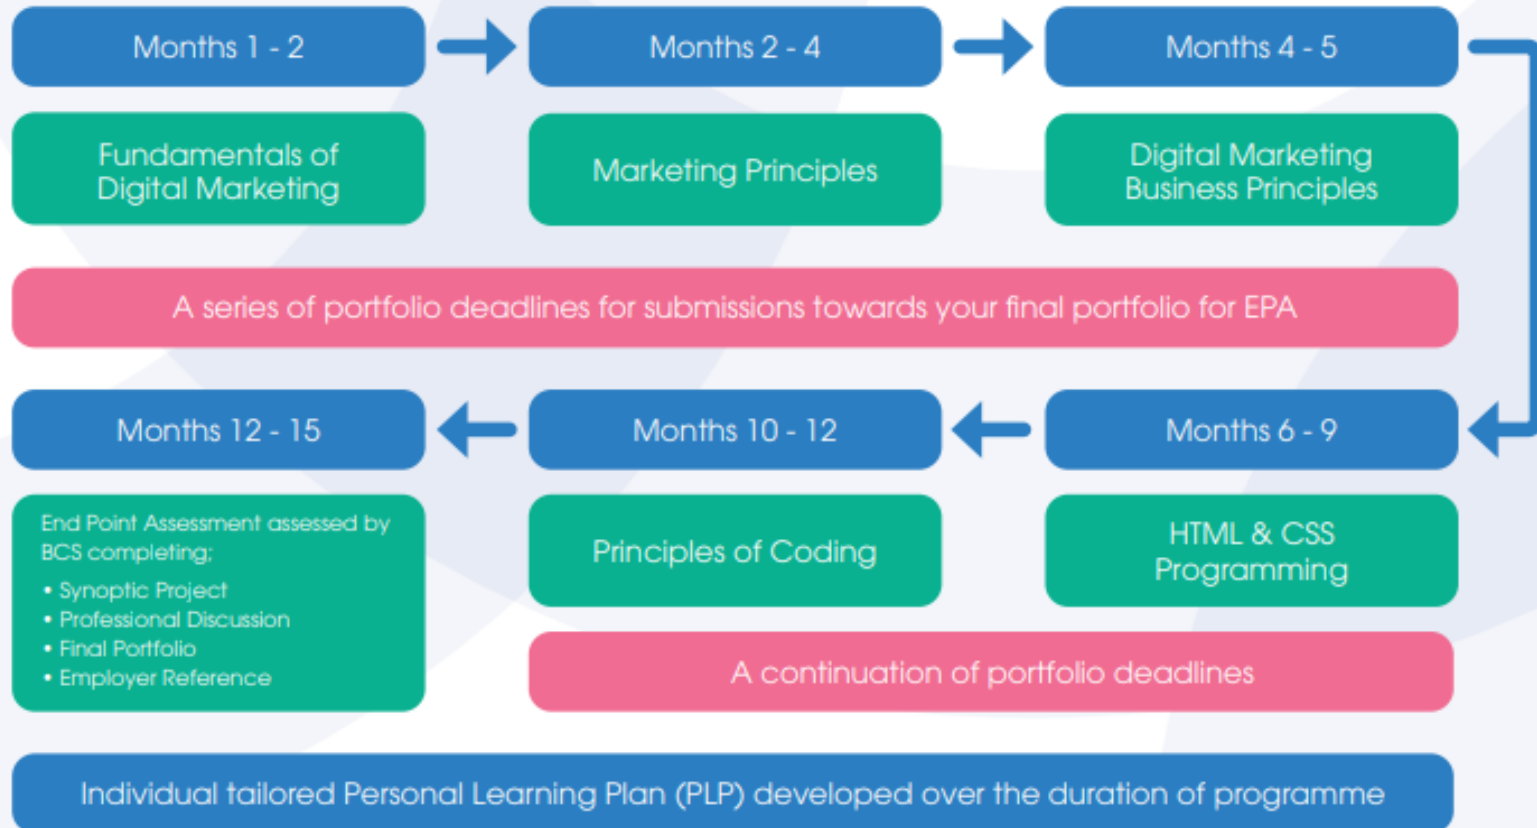 Months 1 - 2
Months 2 - 4
Months 4 - 5
Fundamentals of
Digital Marketing
Marketing Principles
Digital Marketing
Business Principles
A series of portfolio deadlines for submissions towards your final portfolio for EPA
Months 6 - 9
Months 10 - 12
Months 12 - 15
HTML & CSS
Programming
Principles of Coding
End Point Assessment assessed by
BCS completing;
• Synoptic Project
• Professional Discussion
• Final Portfolio
• Employer Reference
A continuation of portfolio deadlines
Individual tailored Personal Learning Plan (PLP) developed over the duration of programme